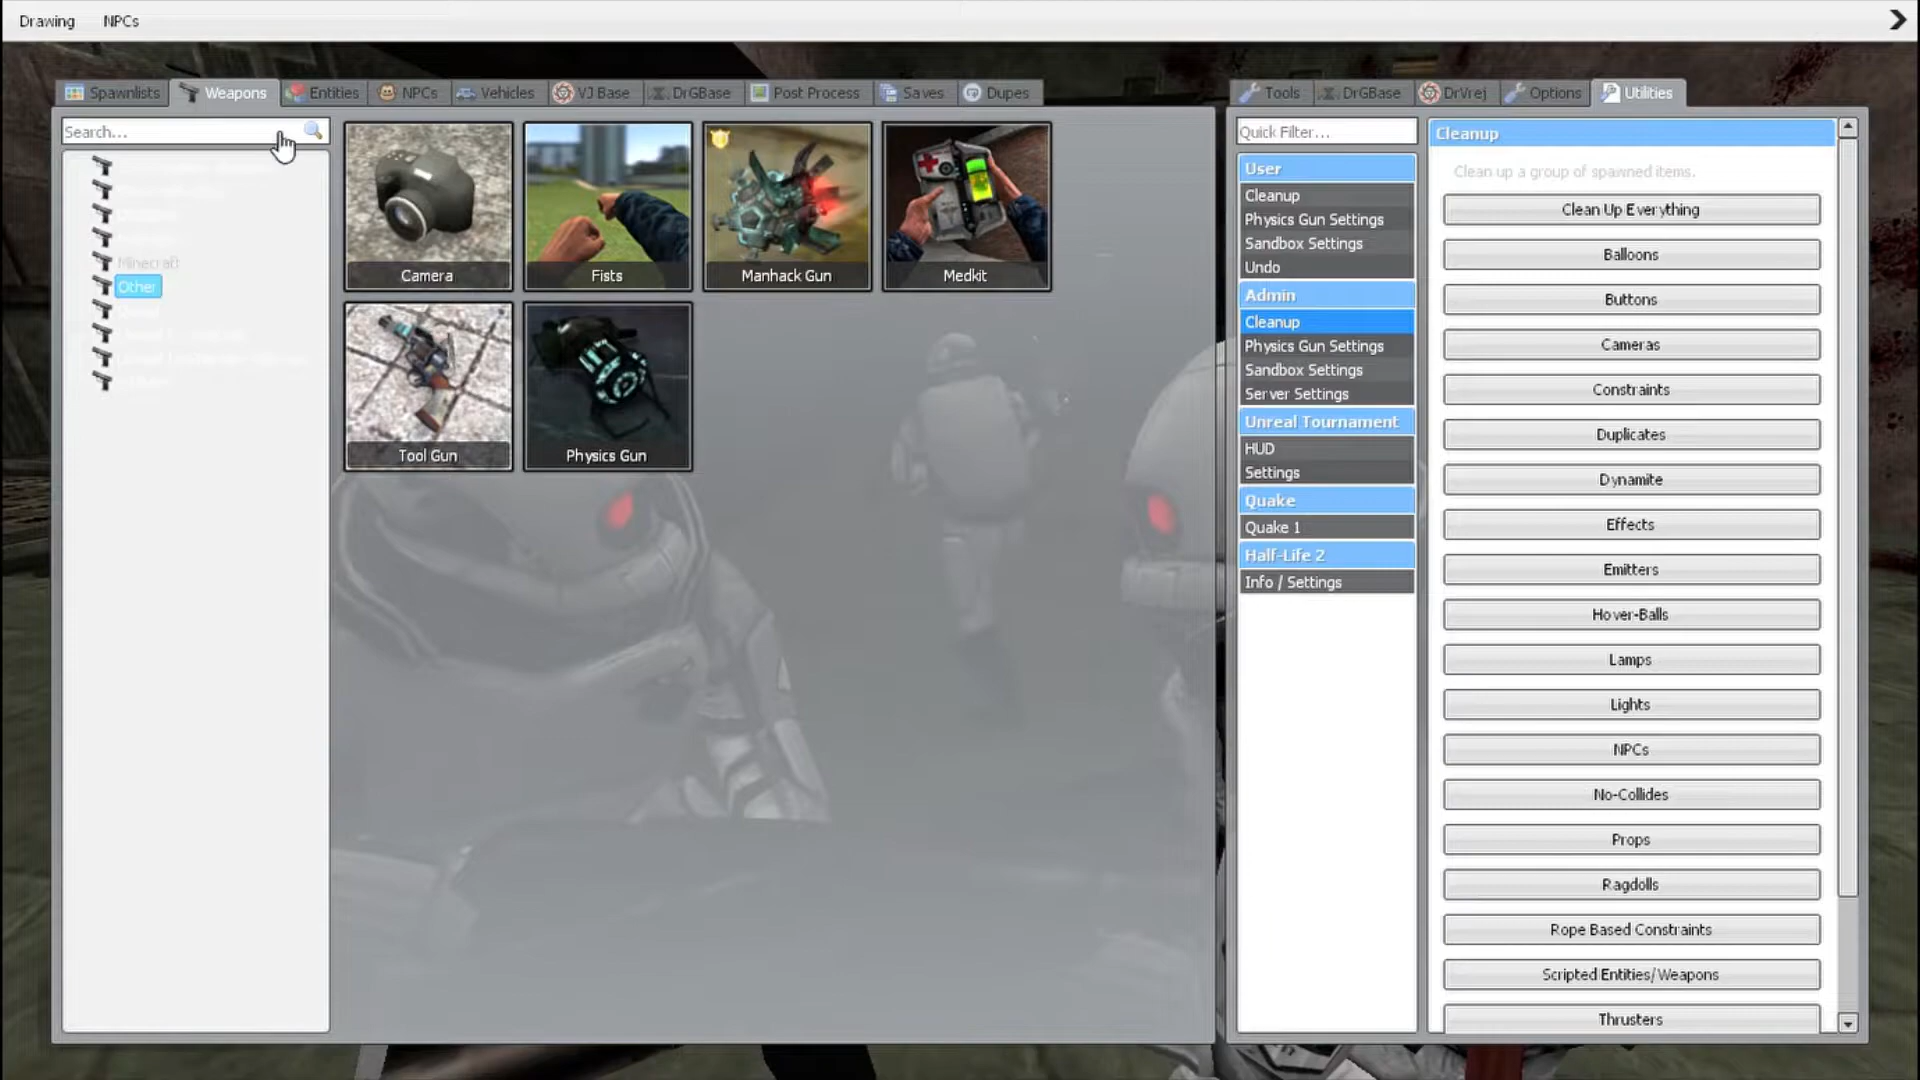 Drawing NPCs
Spawnlists Weapons Entities NPCs Vehicles VJ Base DrGBase Post Process Saves Dupes
Search...
Minecraft
Other
Camera Fists Manhack Gun Medkit
Tool Gun Physics Gun
Tools DrGBase DrVrej Options Utilities
Quick Filter...
User
Cleanup
Physics Gun Settings
Sandbox Settings
Undo
Admin
Cleanup
Physics Gun Settings
Sandbox Settings
Server Settings
Unreal Tournament
HUD
Settings
Quake
Quake 1
Half-Life 2
Info / Settings
Cleanup
Clean up a group of spawned items.
Clean Up Everything
Balloons
Buttons
Cameras
Constraints
Duplicates
Dynamite
Effects
Emitters
Hover-Balls
Lamps
Lights
NPCs
No-Collides
Props
Ragdolls
Rope Based Constraints
Scripted Entities/Weapons
Thrusters